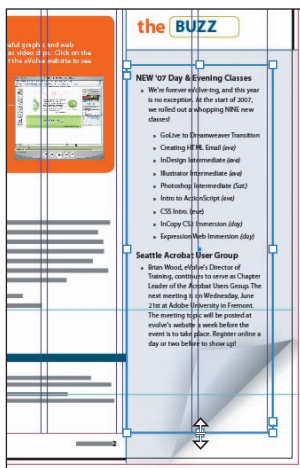 the BUZZ
eful graphic and web
as video clips. Click on the
t the eVolve website to see
NEW '07 Day & Evening Classes
» We're forever eVolve-ing, and this year
is no exception. At the start of 2007,
we rolled out a whopping NINE new
classes!
» GoLive to Dreamweaver Transition
» Creating HTML Email (eve)
» InDesign Intermediate (eve)
» Illustrator Intermediate (eve)
» Photoshop Intermediate (Sat.)
» Intro to ActionScript (eve)
» CSS Intro. (eve)
» InCopy CS2 Immersion (day)
» Expression Web Immersion (day)
Seattle Acrobat User Group
» Brian Wood, eVolve's Director of
Training, continues to serve as Chapter
Leader of the Acrobat Users Group. The
next meeting is on Wednesday, June
21st at Adobe University in Fremont.
The meeting topic will be posted at
evolve's website a week before the
event is to take place. Register online a
day or two before to show up!
2